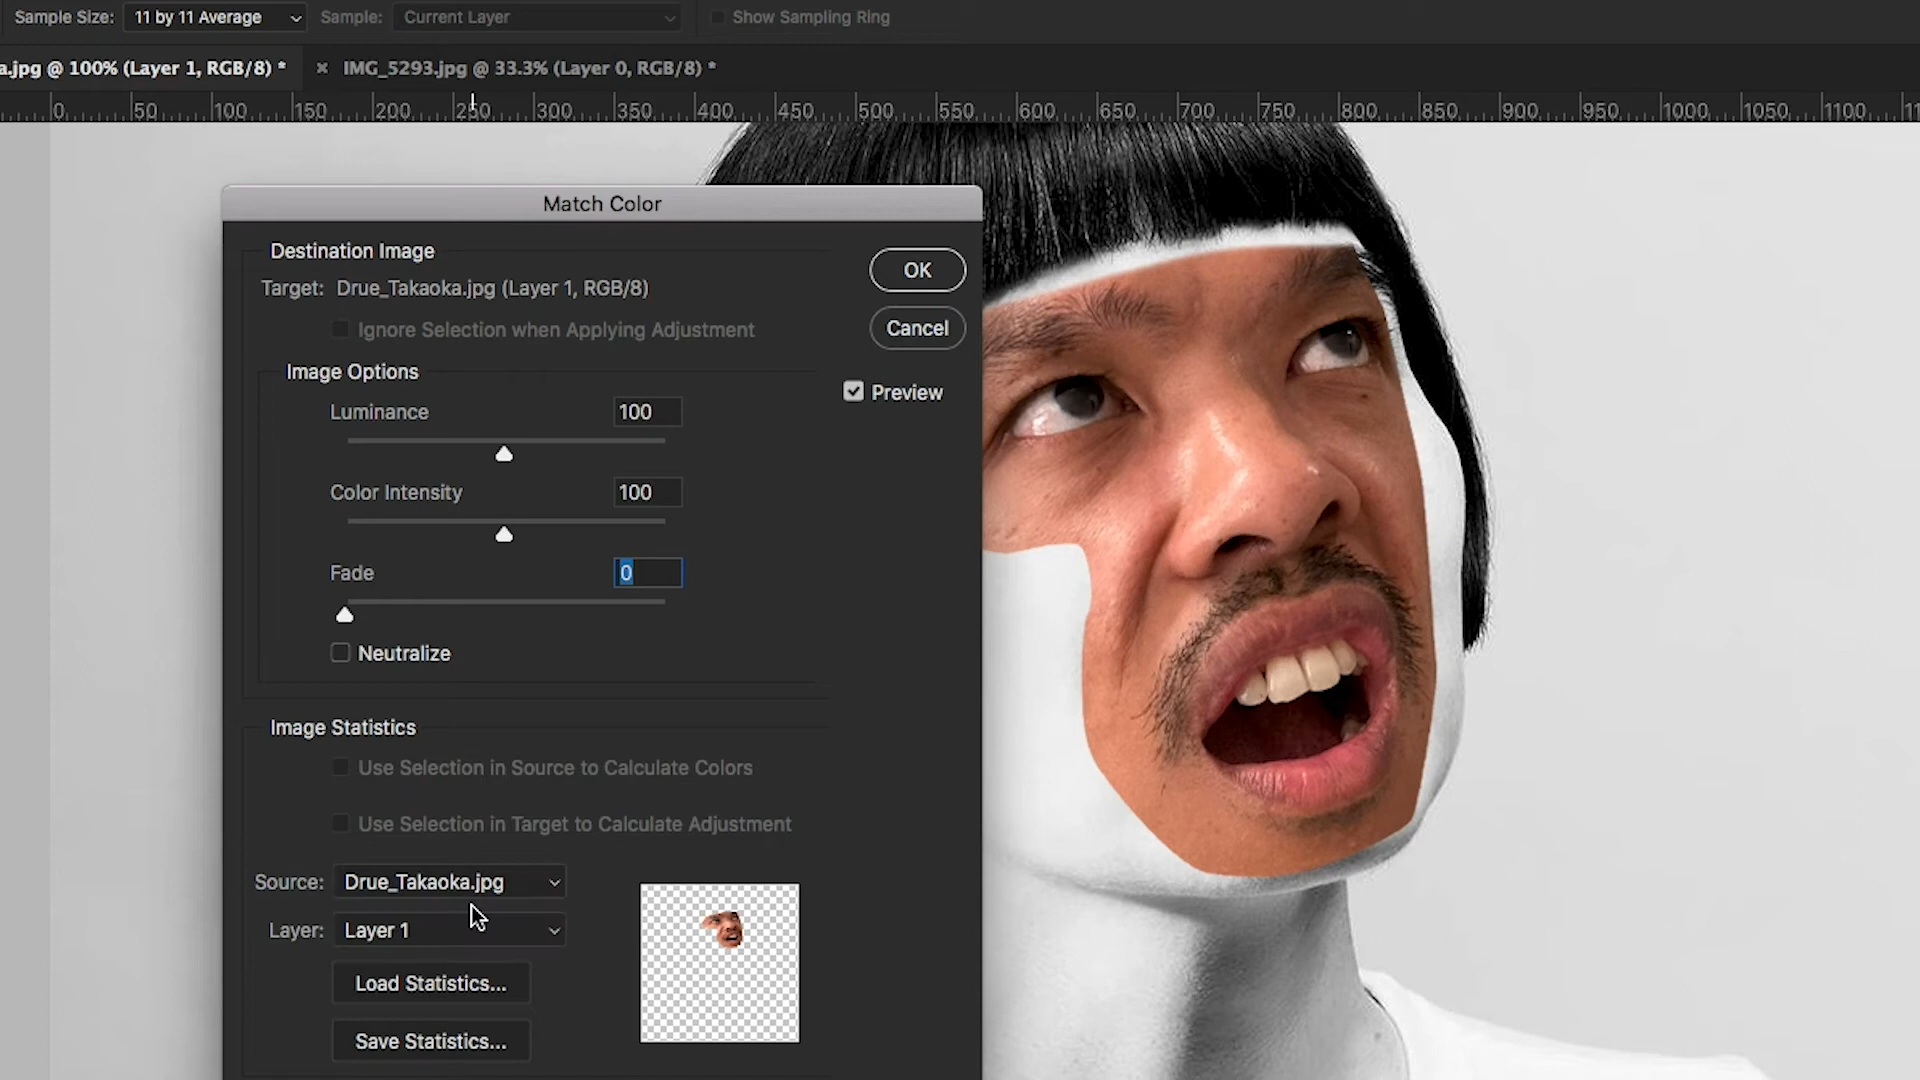 Sample Size: 11 by 11 Average Sample: Current Layer Show Sampling Ring
a.jpg @ 100% (Layer 1, RGB/8) * × IMG_5293.jpg @ 33.3% (Layer 0, RGB/8) *
0 50 100 150 200 250 300 350 400 450 500 550 600 650 700 750 800 850 900 950 1000 1050 1100
Match Color
Destination Image
Target: Drue_Takaoka.jpg (Layer 1, RGB/8)
Ignore Selection when Applying Adjustment
OK
Cancel
Preview
Image Options
Luminance 100
Color Intensity 100
Fade 0
Neutralize
Image Statistics
Use Selection in Source to Calculate Colors
Use Selection in Target to Calculate Adjustment
Source: Drue_Takaoka.jpg
Layer: Layer 1
Load Statistics...
Save Statistics...